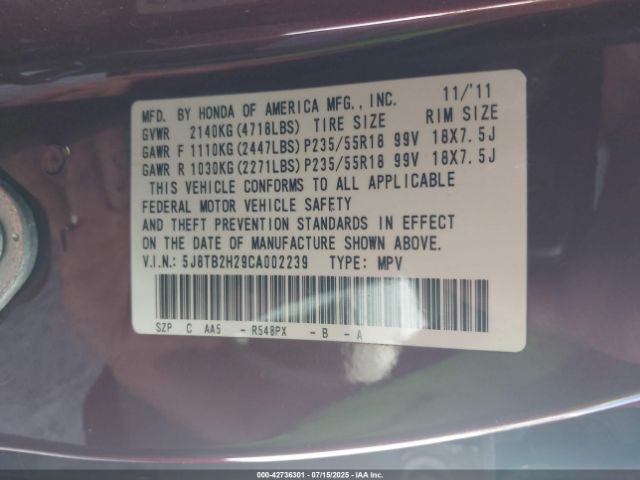 MFD. BY HONDA OF AMERICA MFG., INC. 11/'11
GVWR 2140KG(4718LBS) TIRE SIZE RIM SIZE
GAWR F 1110KG(2447LBS)P235/55R18 99V 18X7.5J
GAWR R 1030KG(2271LBS)P235/55R18 99V 18X7.5J
THIS VEHICLE CONFORMS TO ALL APPLICABLE
FEDERAL MOTOR VEHICLE SAFETY
AND THEFT PREVENTION STANDARDS IN EFFECT
ON THE DATE OF MANUFACTURE SHOWN ABOVE.
V.I.N.: 5J8TB2H29CA002239 TYPE: MPV
SZP C AA5 - R548PX - B - A
000-42736301 - 07/15/2025 - IAAI.COM